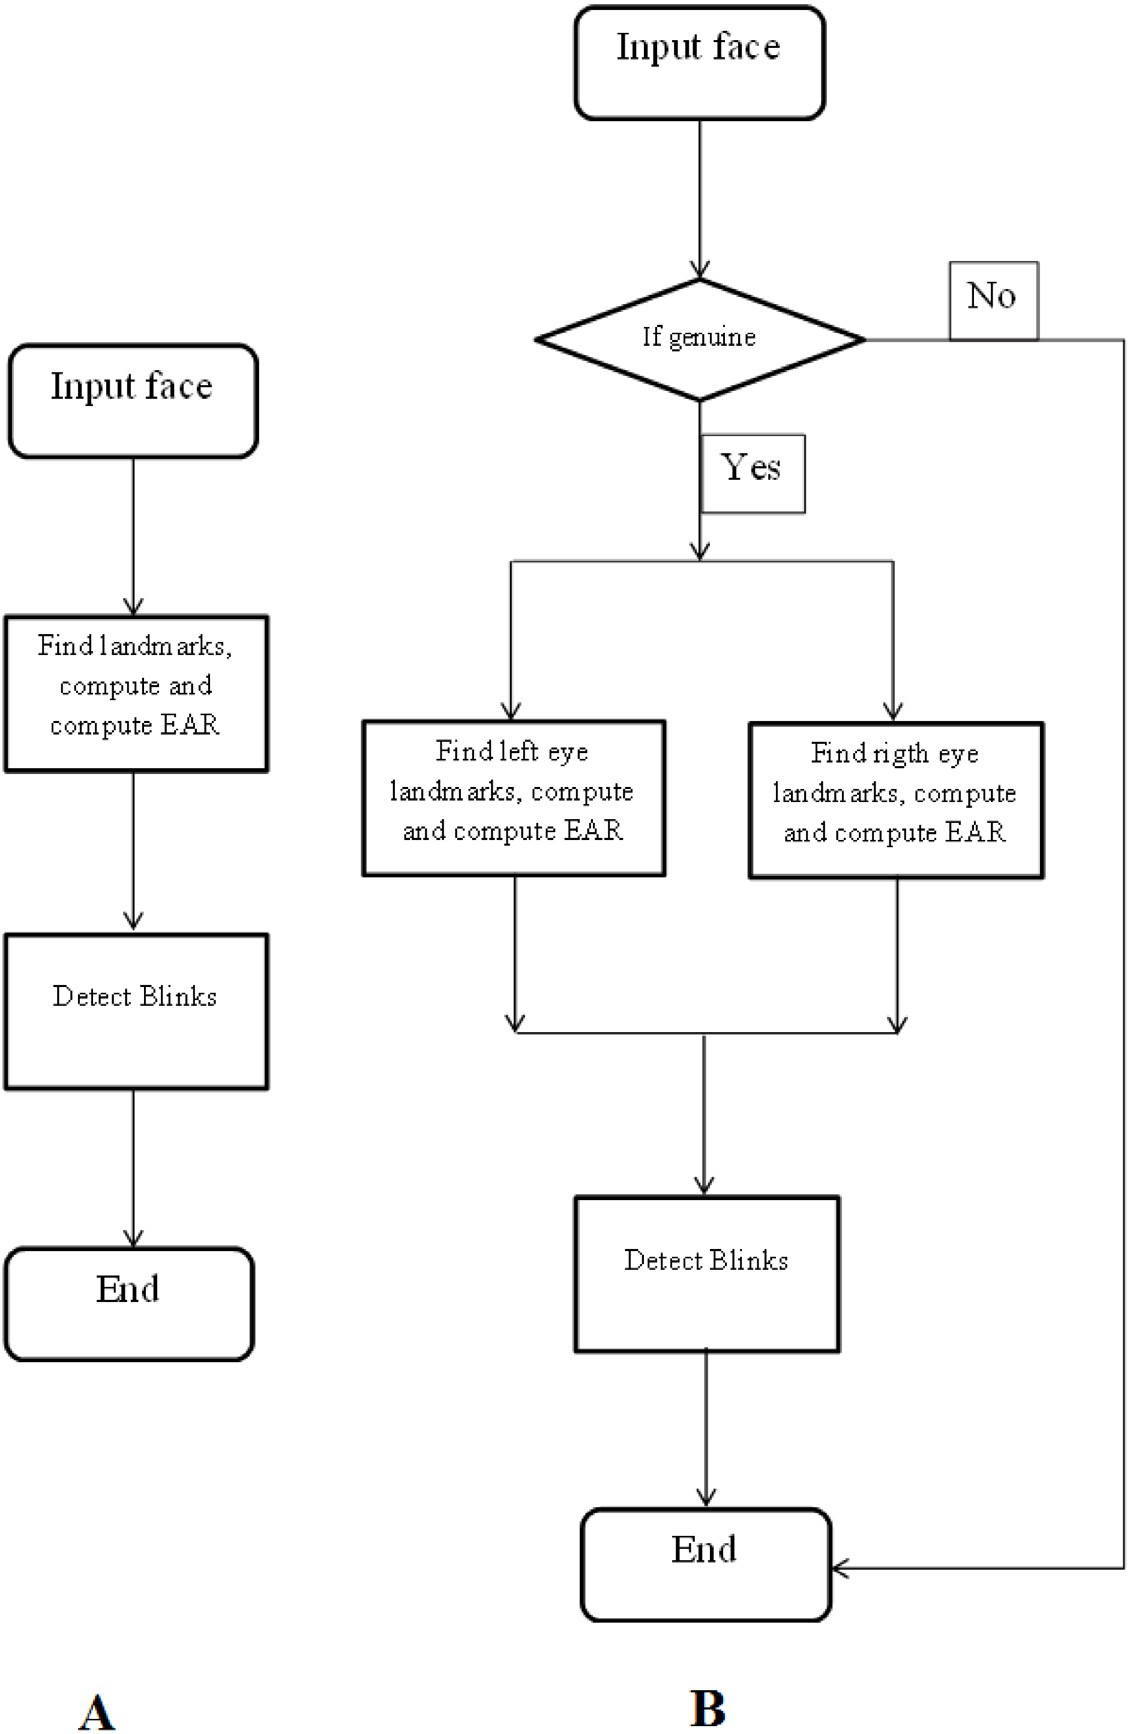 Input face
Find landmarks,
compute and
compute EAR
Detect Blinks
End
A
Input face
If genuine
No
Yes
Find left eye
landmarks, compute
and compute EAR
Find rigth eye
landmarks, compute
and compute EAR
Detect Blinks
End
B